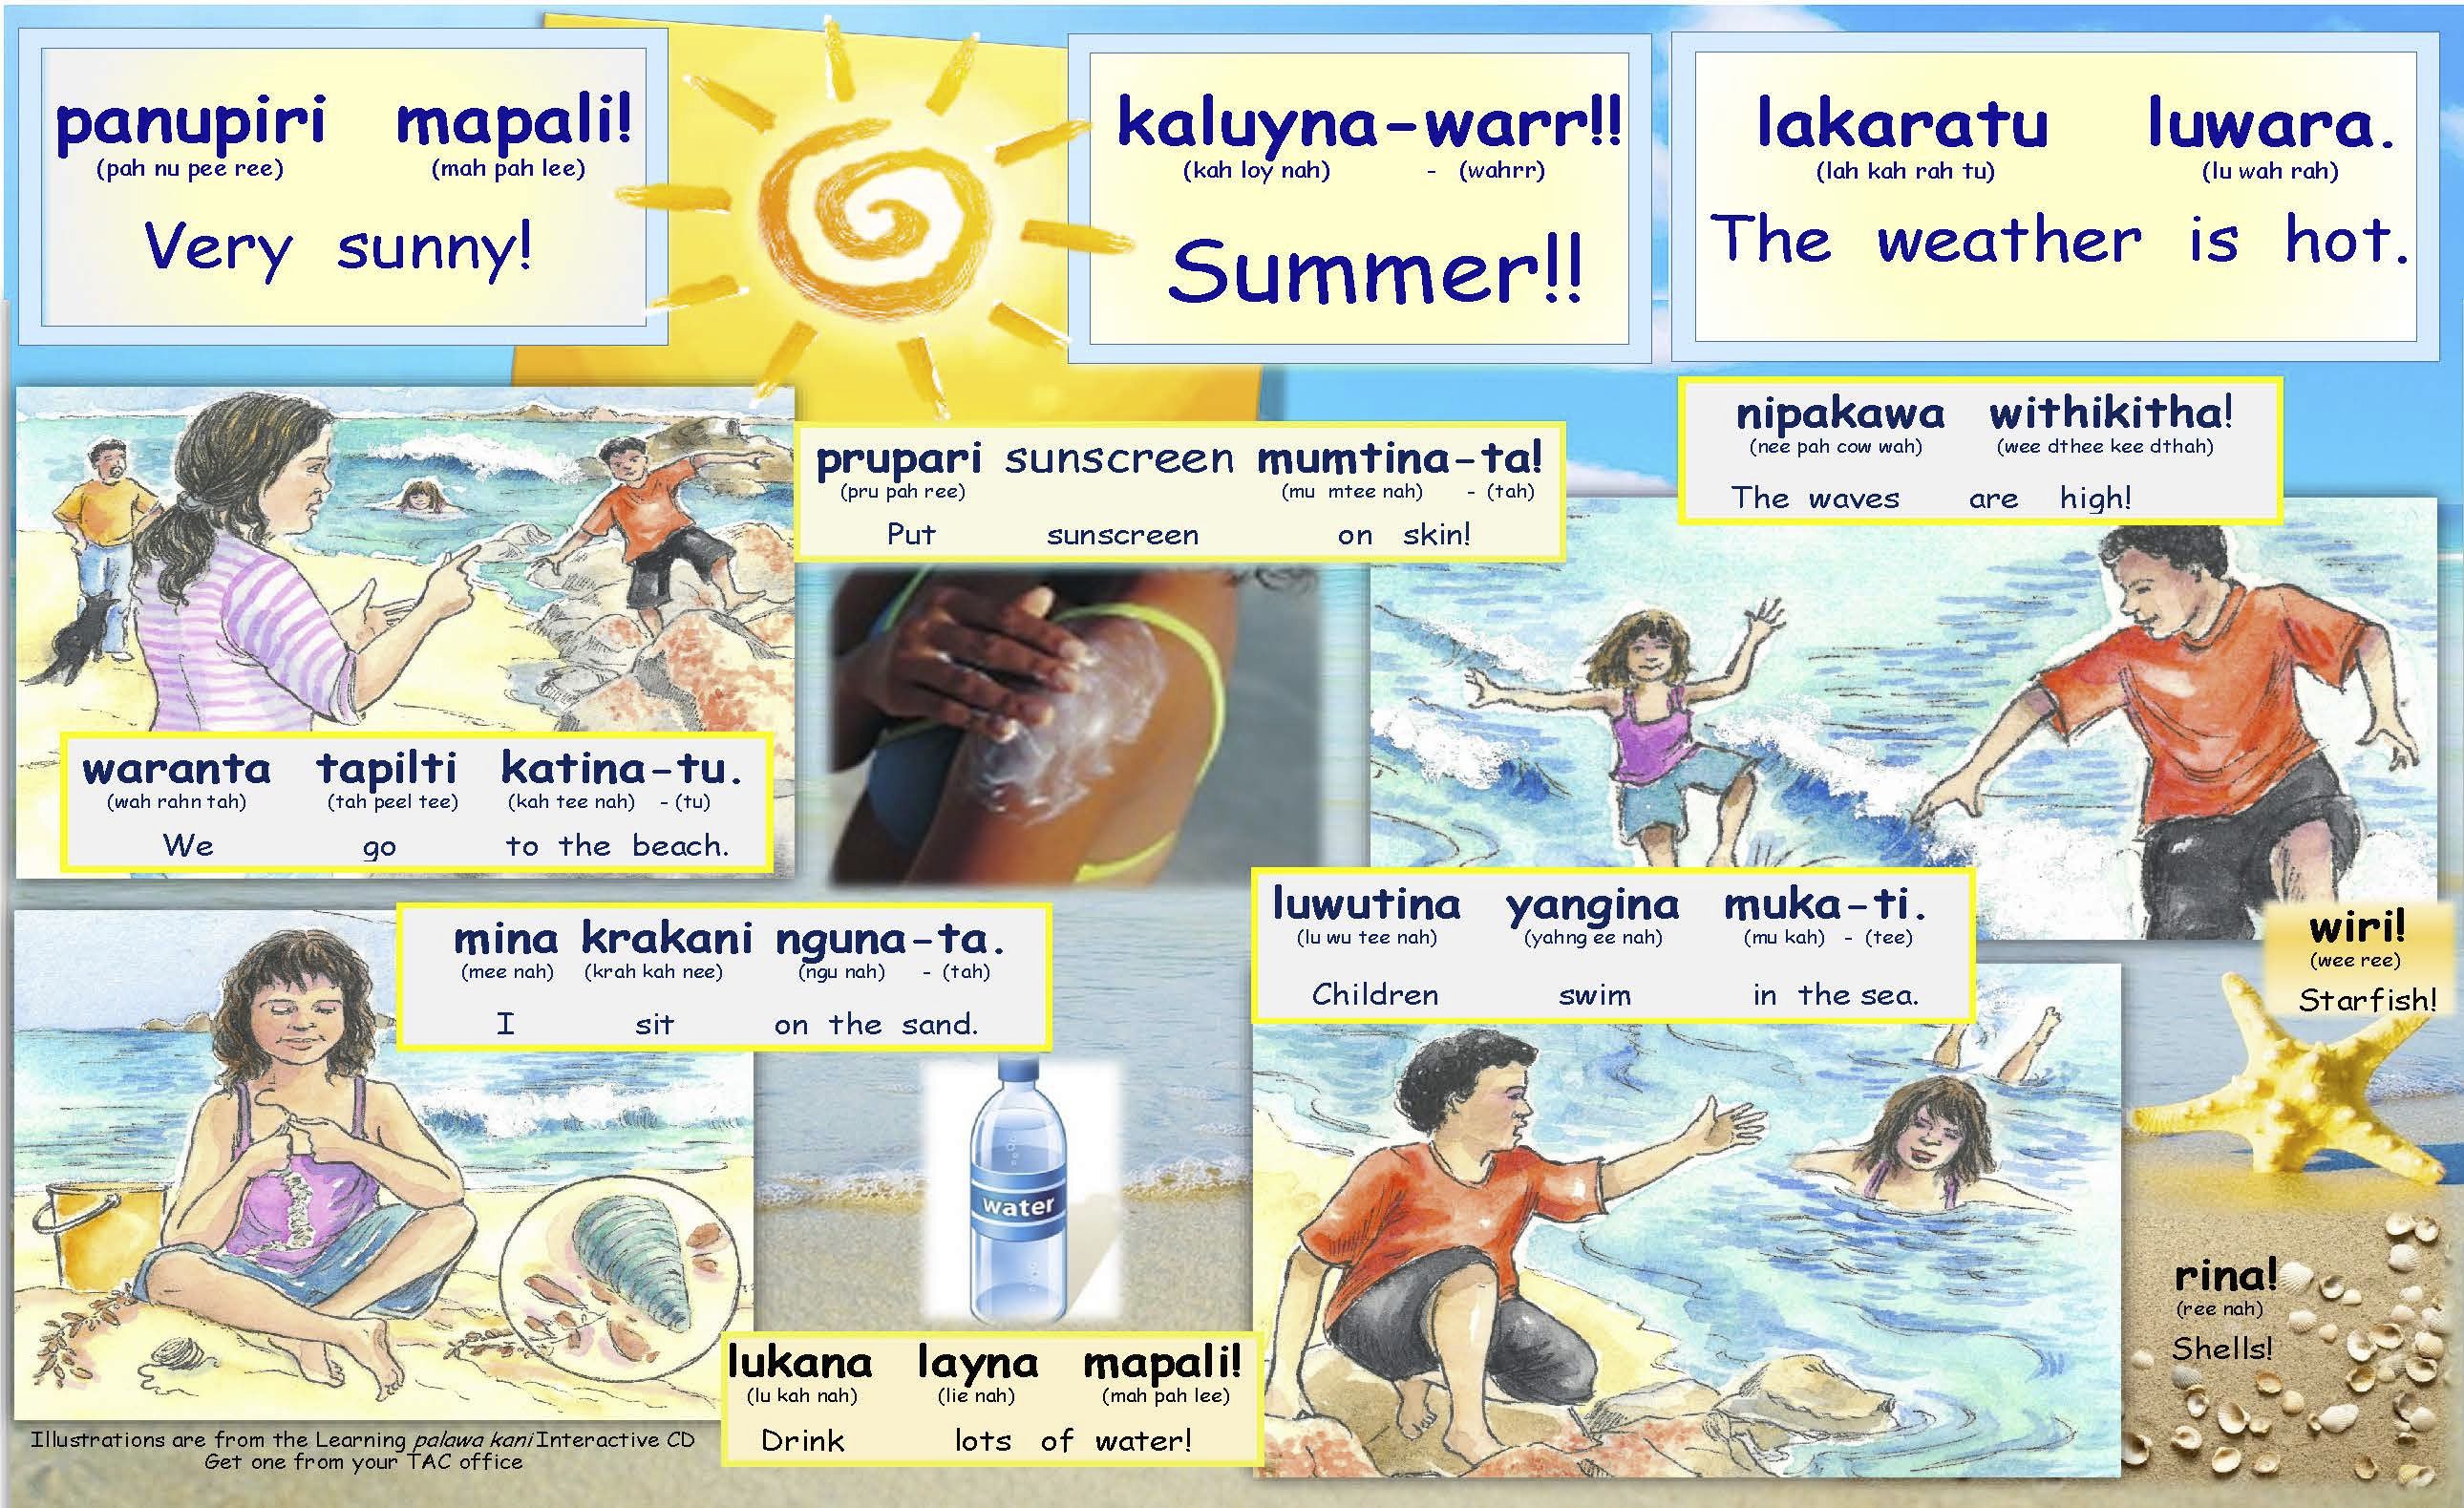 panupiri mapali!
(pah nu pee ree) (mah pah lee)
Very sunny!
kaluyna-warr!!
(kah loy nah) - (wahrr)
Summer!!
lakaratu luwara.
(lah kah rah tu) (lu wah rah)
The weather is hot.
prupari sunscreen mumtina-ta!
(pru pah ree) (mu mtee nah) - (tah)
Put sunscreen on skin!
nipakawa withikitha!
(nee pah cow wah) (wee dthee kee dthah)
The waves are high!
waranta tapilti katina-tu.
(wah rahn tah) (tah peel tee) (kah tee nah) - (tu)
We go to the beach.
mina krakani nguna-ta.
(mee nah) (krah kah nee) (ngu nah) - (tah)
I sit on the sand.
luwutina yangina muka-ti.
(lu wu tee nah) (yahng ee nah) (mu kah) - (tee)
Children swim in the sea.
wiri!
(wee ree)
Starfish!
water
rina!
(ree nah)
Shells!
lukana layna mapali!
(lu kah nah) (lie nah) (mah pah lee)
Drink lots of water!
Illustrations are from the Learning palawa kani Interactive CD
Get one from your TAC office